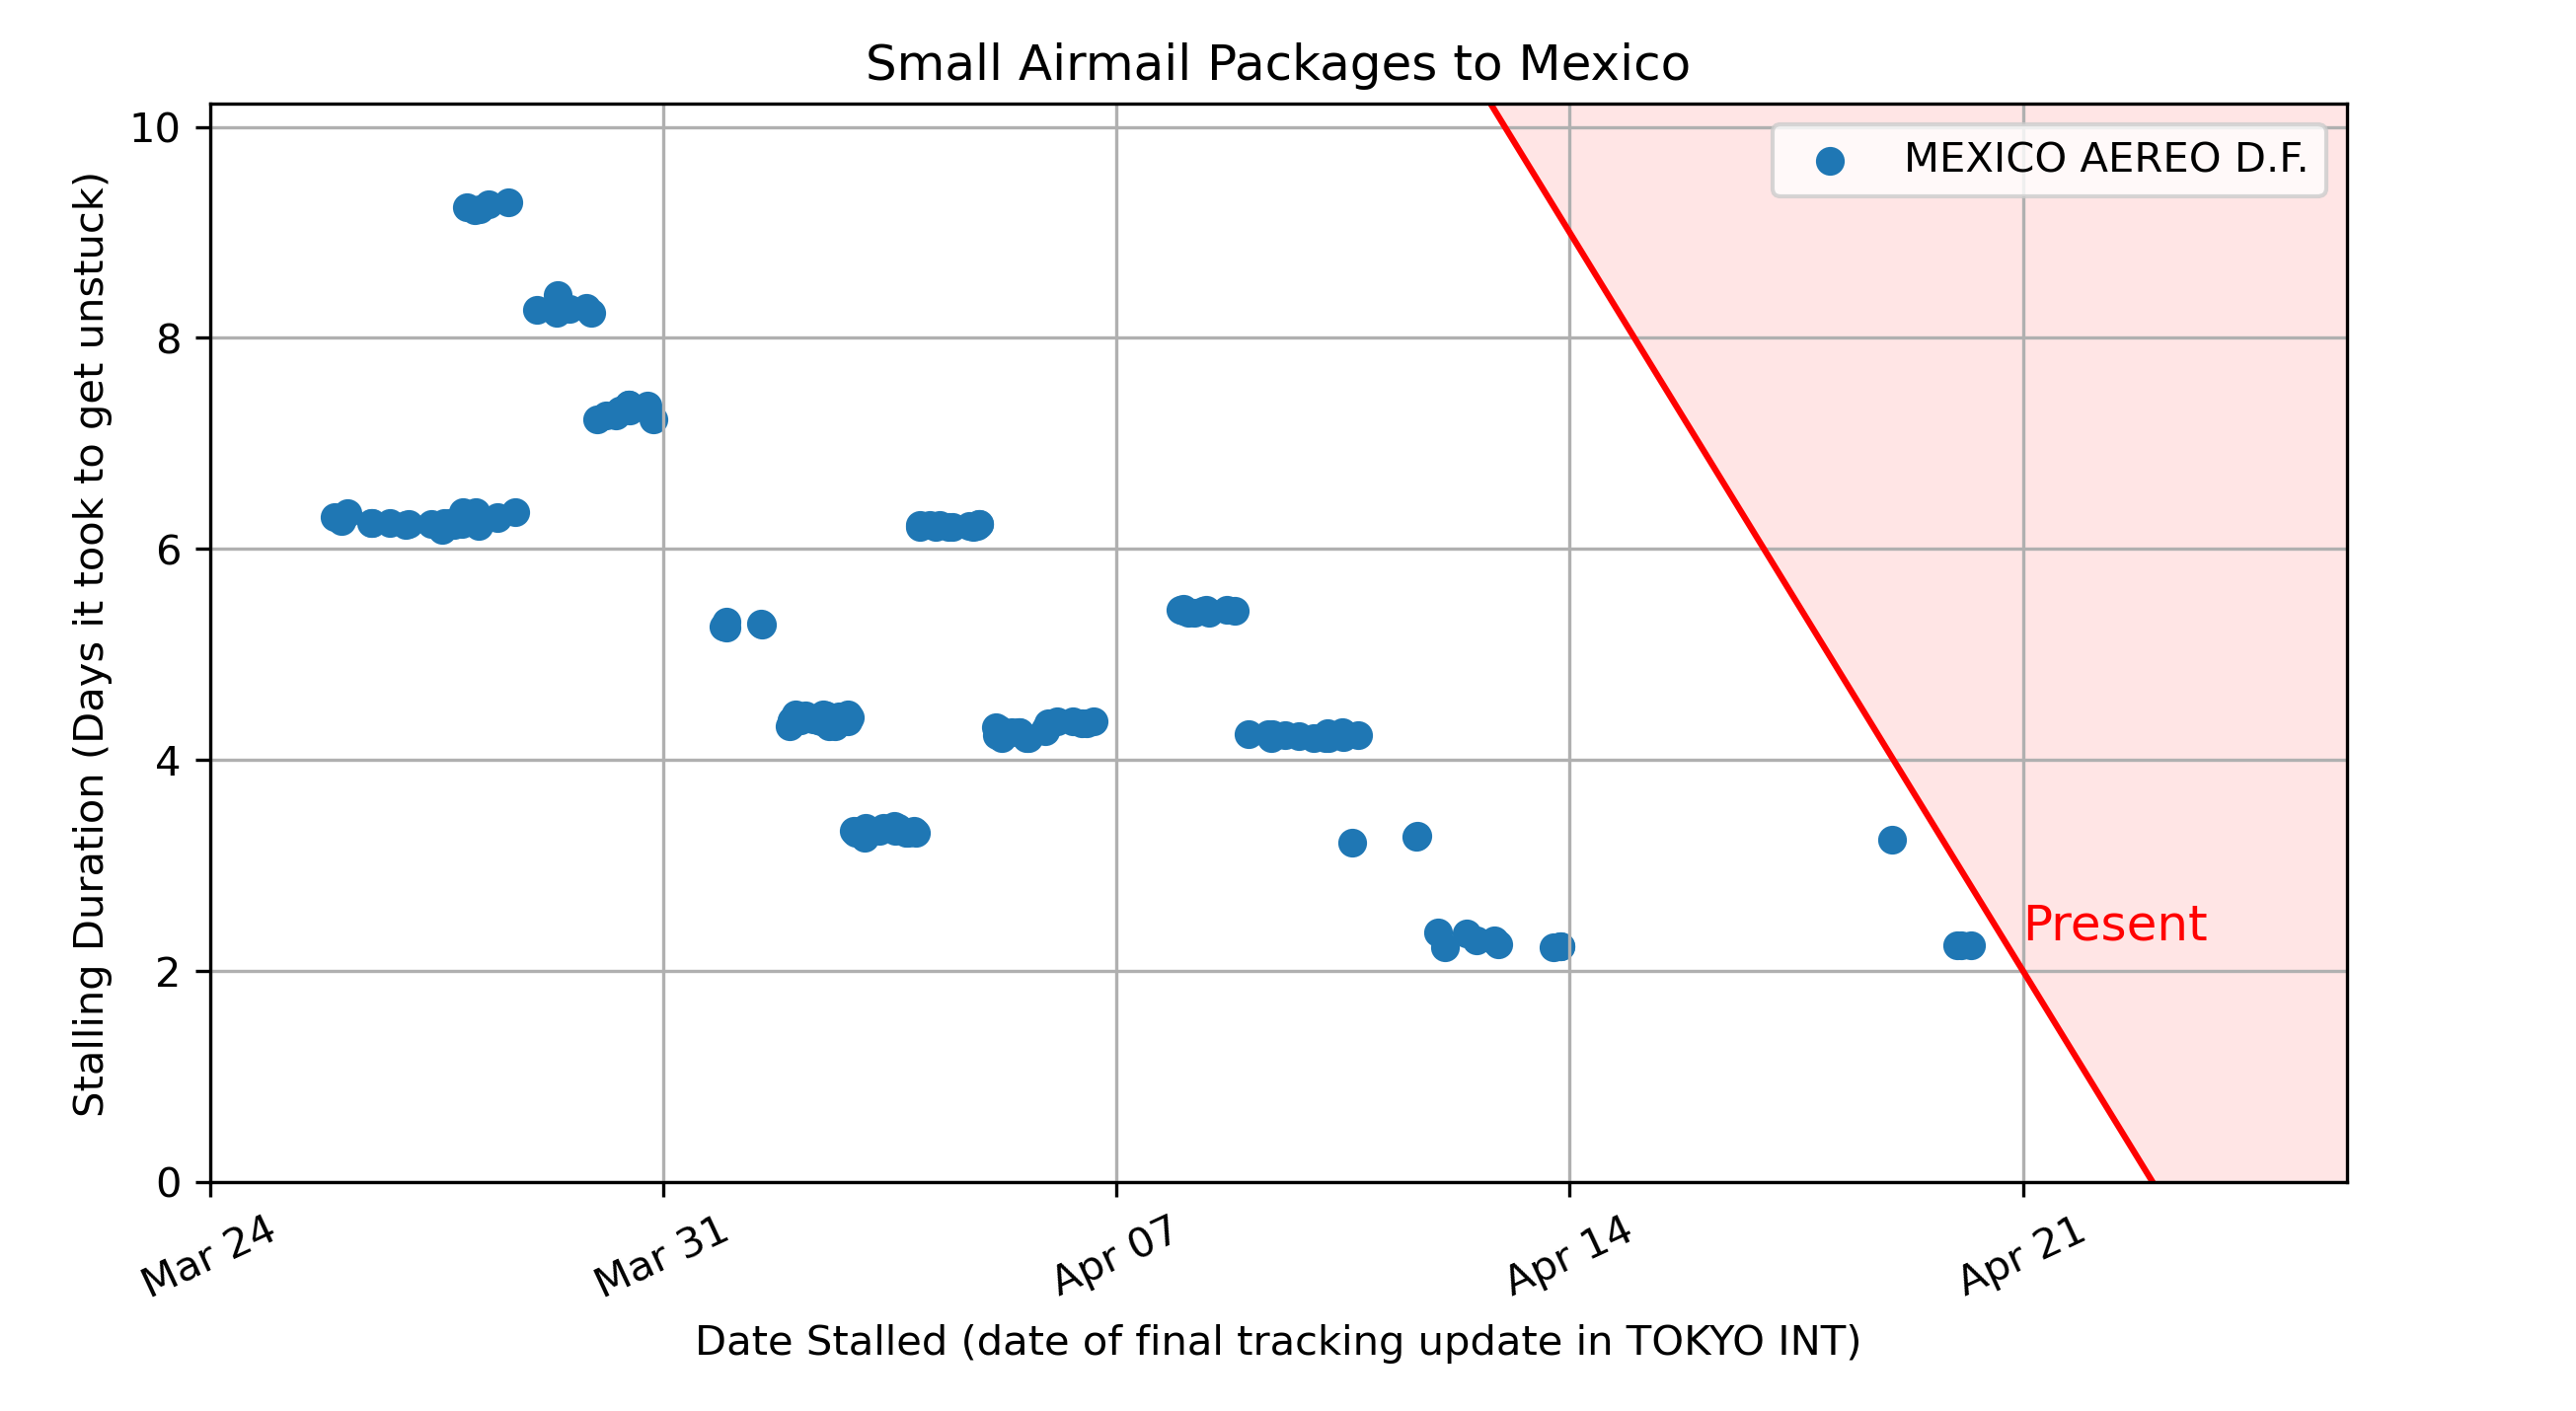 Small Airmail Packages to Mexico
MEXICO AEREO D.F.
Stalling Duration (Days it took to get unstuck)
10
8
6
4
2
0
Present
Mar 24
Mar 31
Apr 07
Apr 14
Apr 21
Date Stalled (date of final tracking update in TOKYO INT)